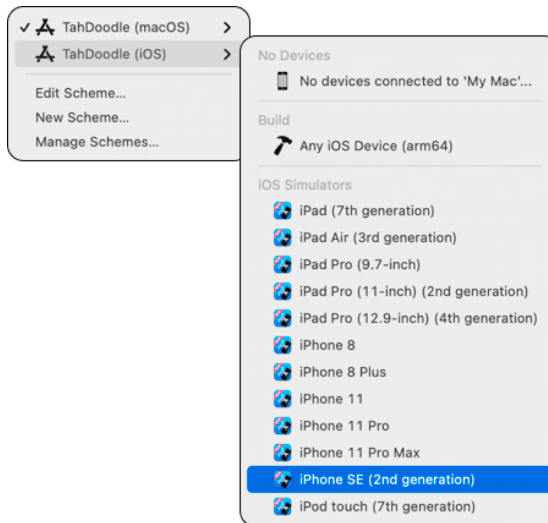 TahDoodle (macOS)
TahDoodle (iOS)
Edit Scheme...
New Scheme...
Manage Schemes...
No Devices
No devices connected to 'My Mac'...
Build
Any iOS Device (arm64)
iOS Simulators
iPad (7th generation)
iPad Air (3rd generation)
iPad Pro (9.7-inch)
iPad Pro (11-inch) (2nd generation)
iPad Pro (12.9-inch) (4th generation)
iPhone 8
iPhone 8 Plus
iPhone 11
iPhone 11 Pro
iPhone 11 Pro Max
iPhone SE (2nd generation)
iPod touch (7th generation)